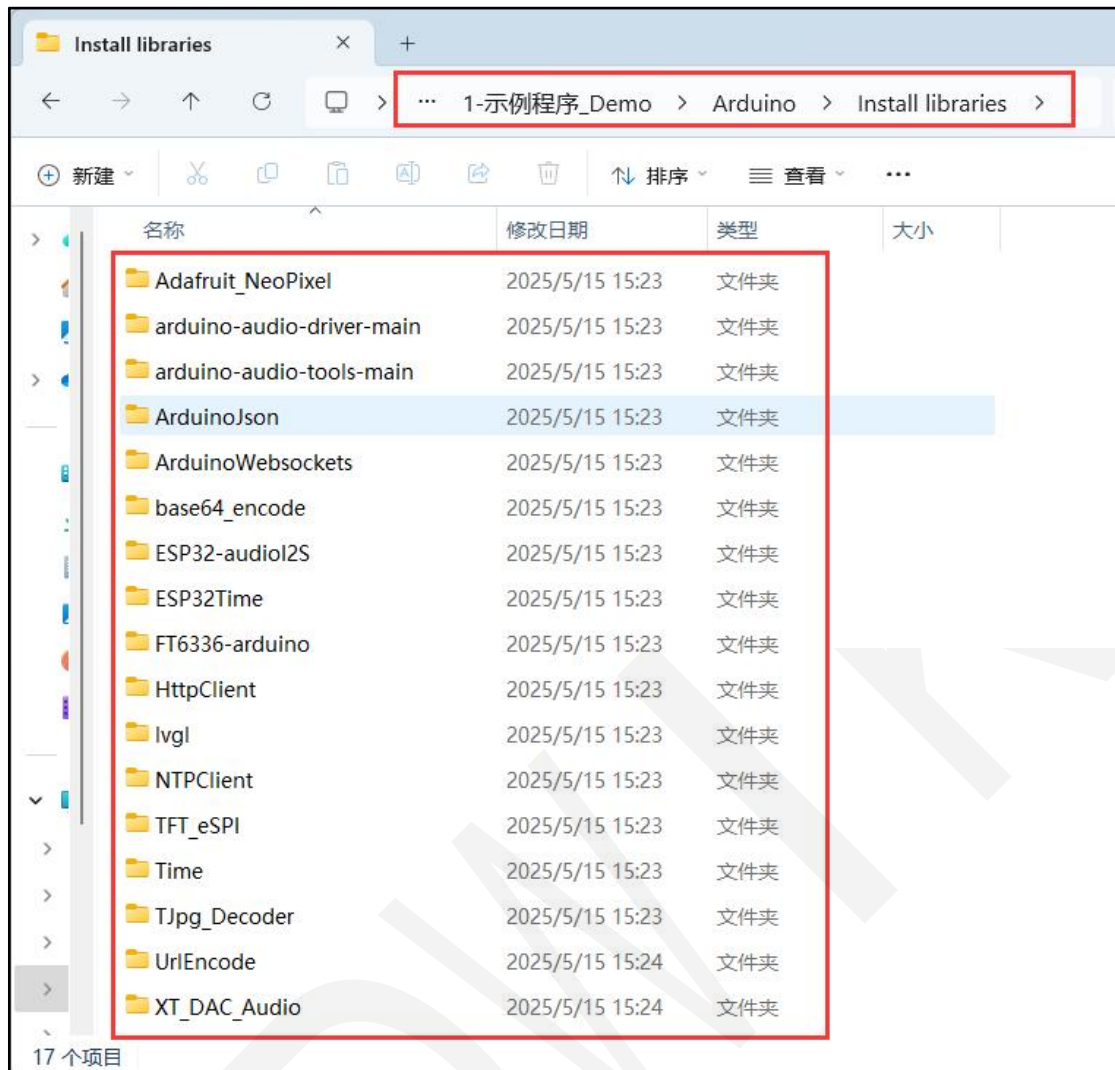 Install libraries
··· 1-示例程序_Demo > Arduino > Install libraries >
新建 排序 查看 ···
名称 修改日期 类型 大小
Adafruit_NeoPixel 2025/5/15 15:23 文件夹
arduino-audio-driver-main 2025/5/15 15:23 文件夹
arduino-audio-tools-main 2025/5/15 15:23 文件夹
ArduinoJson 2025/5/15 15:23 文件夹
ArduinoWebsockets 2025/5/15 15:23 文件夹
base64_encode 2025/5/15 15:23 文件夹
ESP32-audioI2S 2025/5/15 15:23 文件夹
ESP32Time 2025/5/15 15:23 文件夹
FT6336-arduino 2025/5/15 15:23 文件夹
HttpClient 2025/5/15 15:23 文件夹
lvgl 2025/5/15 15:23 文件夹
NTPClient 2025/5/15 15:23 文件夹
TFT_eSPI 2025/5/15 15:23 文件夹
Time 2025/5/15 15:23 文件夹
TJpg_Decoder 2025/5/15 15:23 文件夹
UrlEncode 2025/5/15 15:24 文件夹
XT_DAC_Audio 2025/5/15 15:24 文件夹
17 个项目